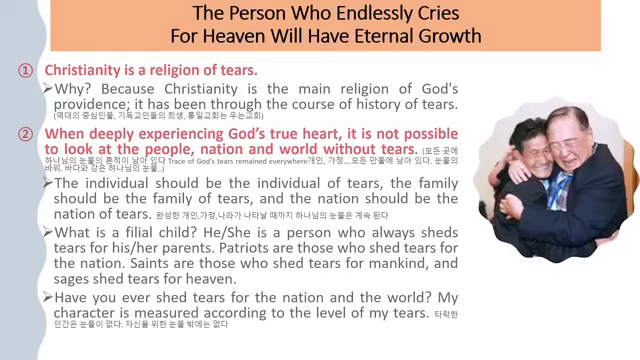 The Person Who Endlessly Cries
For Heaven Will Have Eternal Growth
① Christianity is a religion of tears.
➢Why? Because Christianity is the main religion of God's
providence; it has been through the course of history of tears.
(역대의 중심인물, 기독교인들의 희생, 통일교회는 우는교회)
② When deeply experiencing God's true heart, it is not possible
to look at the people, nation and world without tears. (모든 곳에
하나님의 눈물의 흔적이 남아 있다 Trace of God's tears remained everywhere개인, 가정....모든 만물에 남아 있다. 눈물의
바위, 바다와 강은 하나님의 눈물..)
➢The individual should be the individual of tears, the family
should be the family of tears, and the nation should be the
nation of tears. 완성한 개인,가정,나라가 나타날 때까지 하나님의 눈물은 계속 된다
➢What is a filial child? He/She is a person who always sheds
tears for his/her parents. Patriots are those who shed tears for
the nation. Saints are those who shed tears for mankind, and
sages shed tears for heaven.
➢Have you ever shed tears for the nation and the world? My
character is measured according to the level of my tears. 타락한
인간은 눈물이 없다. 자신을 위한 눈물 밖에는 없다